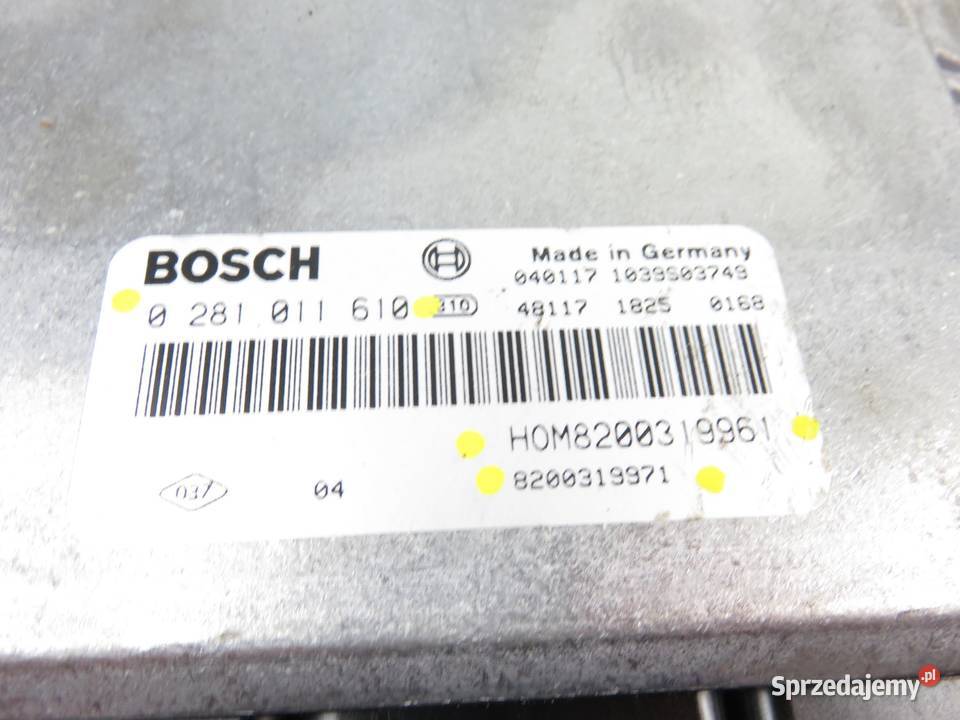 BOSCH
Made in Germany
040117 1039S03749
0 281 011 610
48117 1825 0168
HOM8200319961
04
8200319971
Sprzedajemy.pl